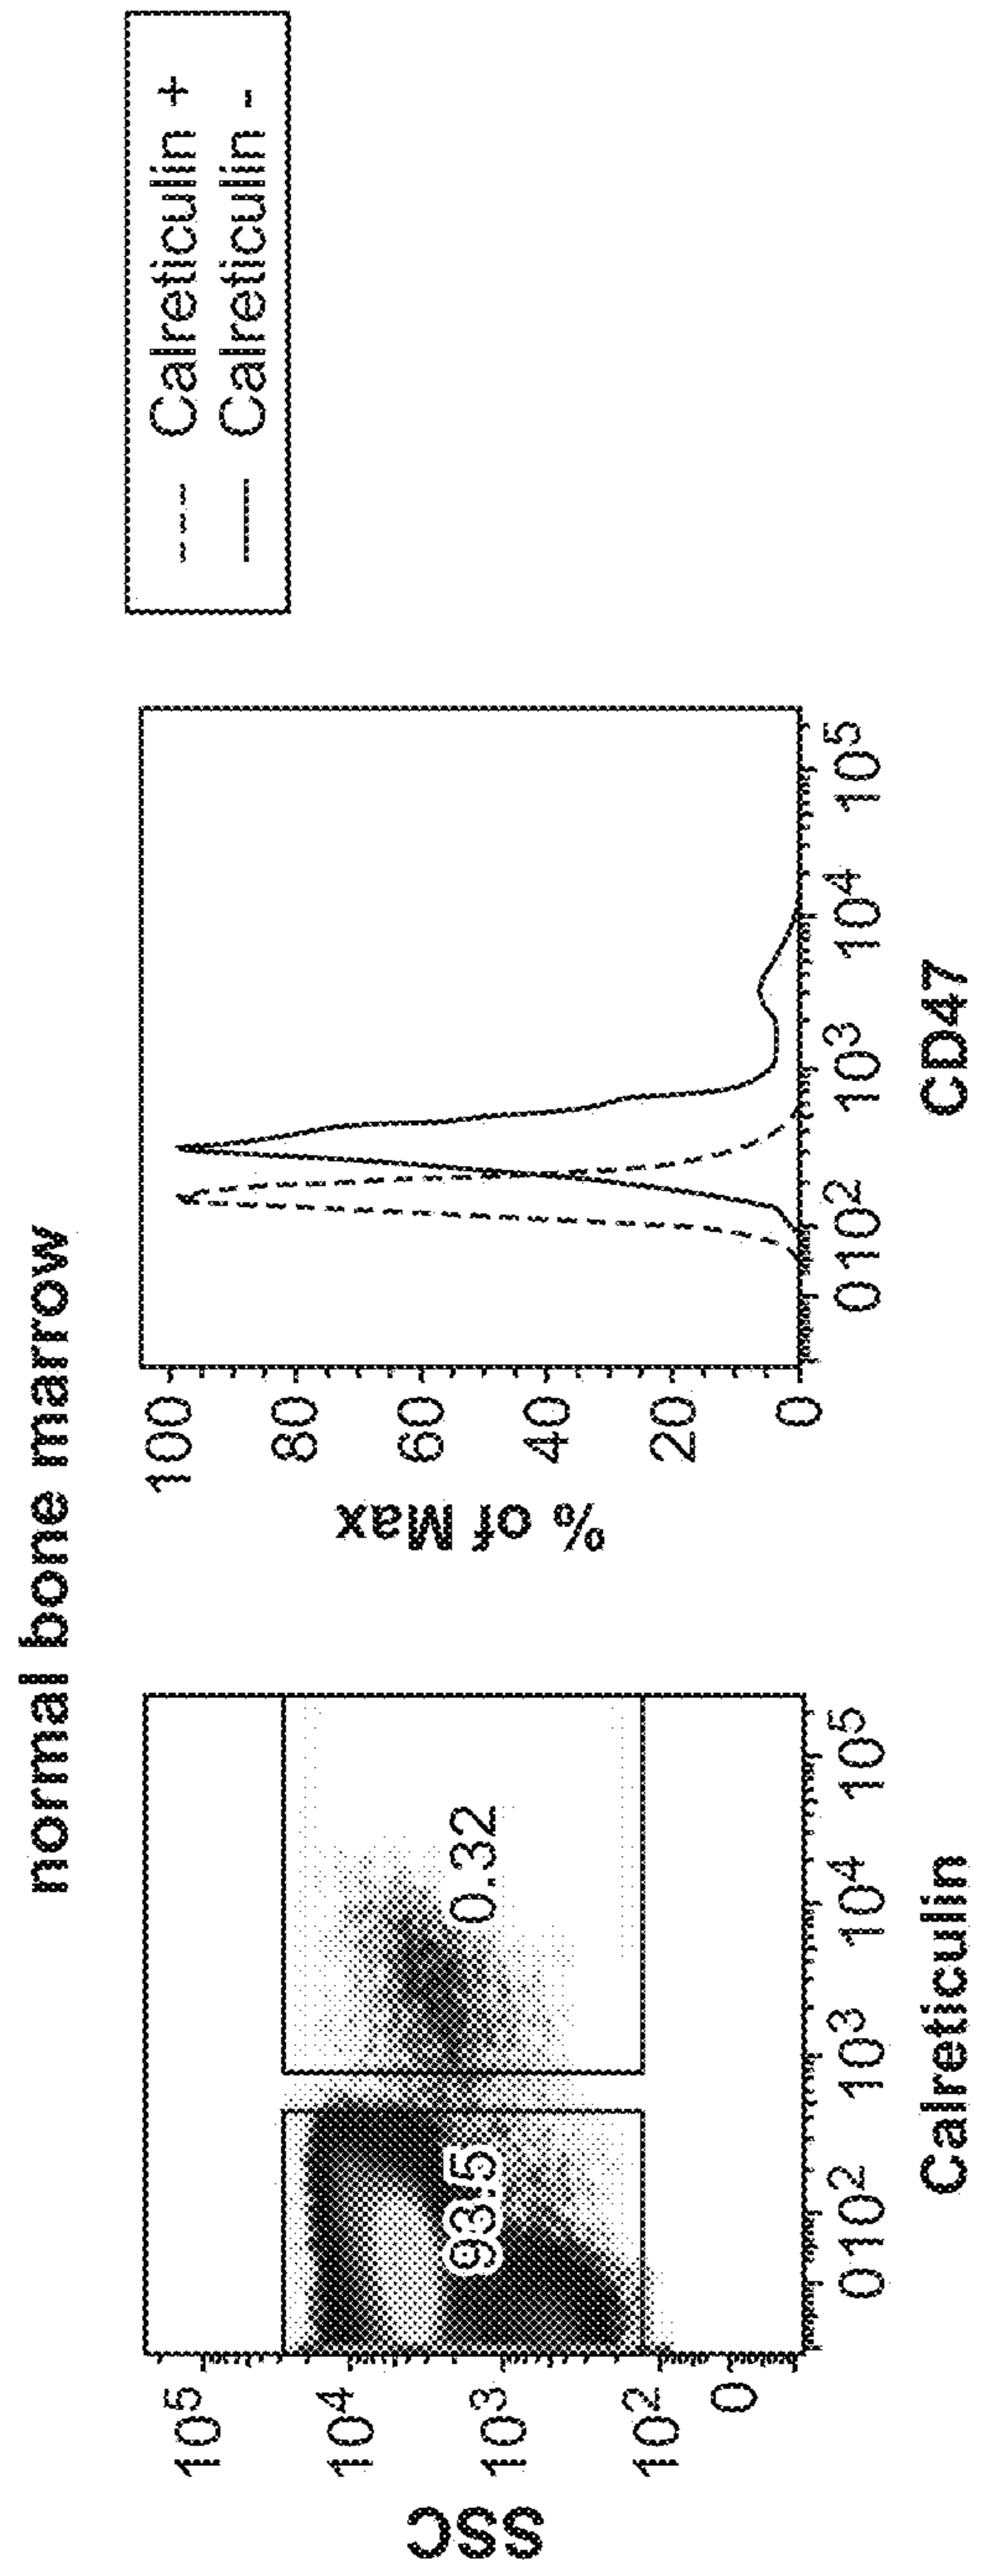 normal bone marrow
SSC
10⁵
10⁴
10³
10²
0
93.5
0.32
0 10² 10³ 10⁴ 10⁵
Calreticulin
% of Max
100
80
60
40
20
0
0 10² 10³ 10⁴ 10⁵
CD47
Calreticulin +
Calreticulin -